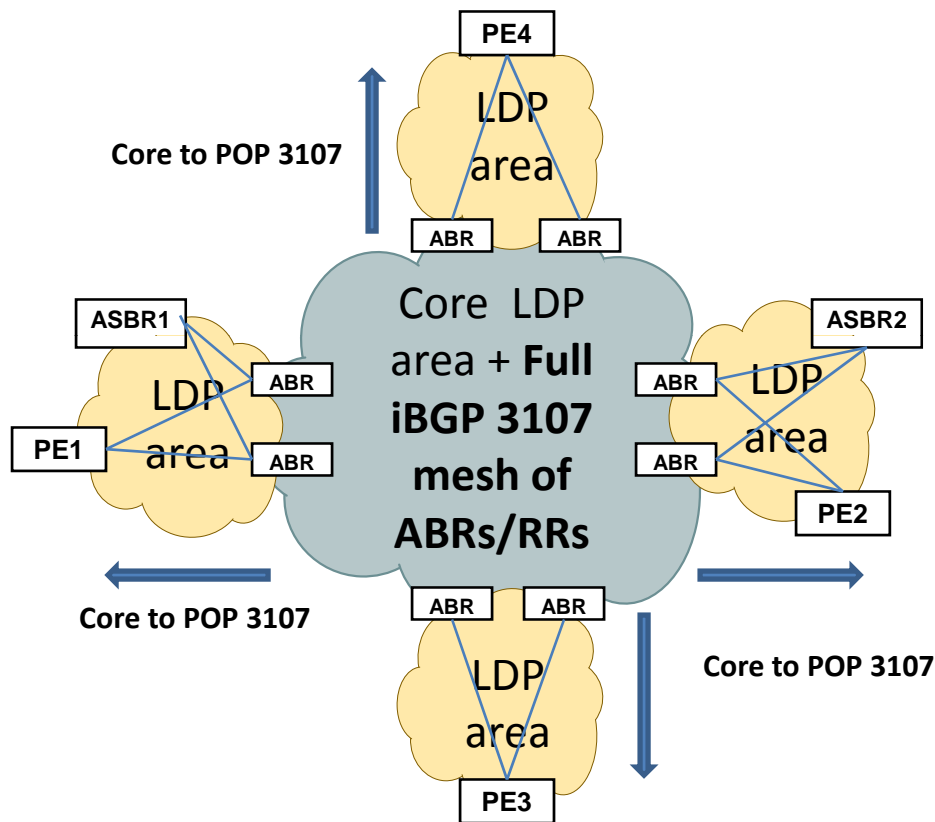 PE4
LDP
area
Core to POP 3107
ABR
ABR
Core LDP
area + Full
iBGP 3107
mesh of
ABRs/RRs
ASBR1
LDP
area
PE1
ABR
ABR
Core to POP 3107
ASBR2
LDP
area
PE2
ABR
ABR
Core to POP 3107
ABR
ABR
LDP
area
PE3